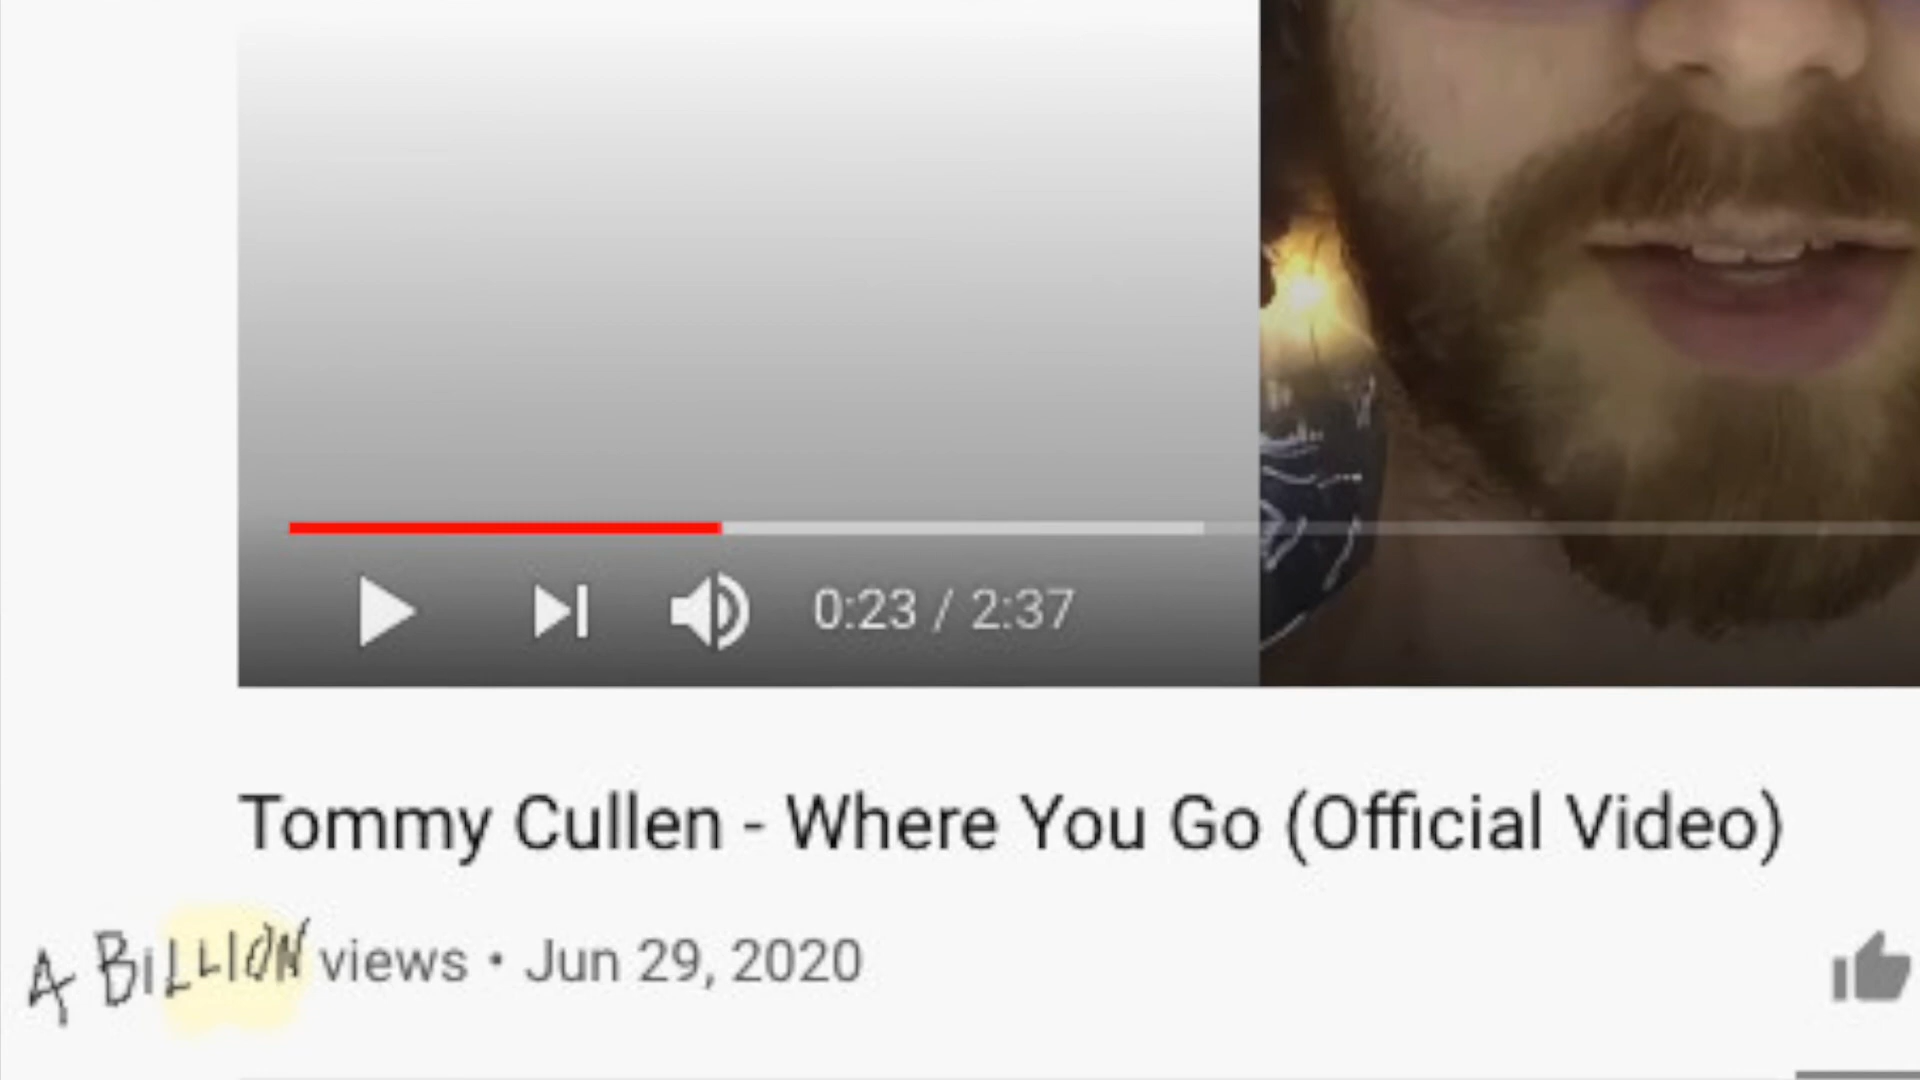 0:23 / 2:37
Tommy Cullen - Where You Go (Official Video)
A BiLLION views • Jun 29, 2020